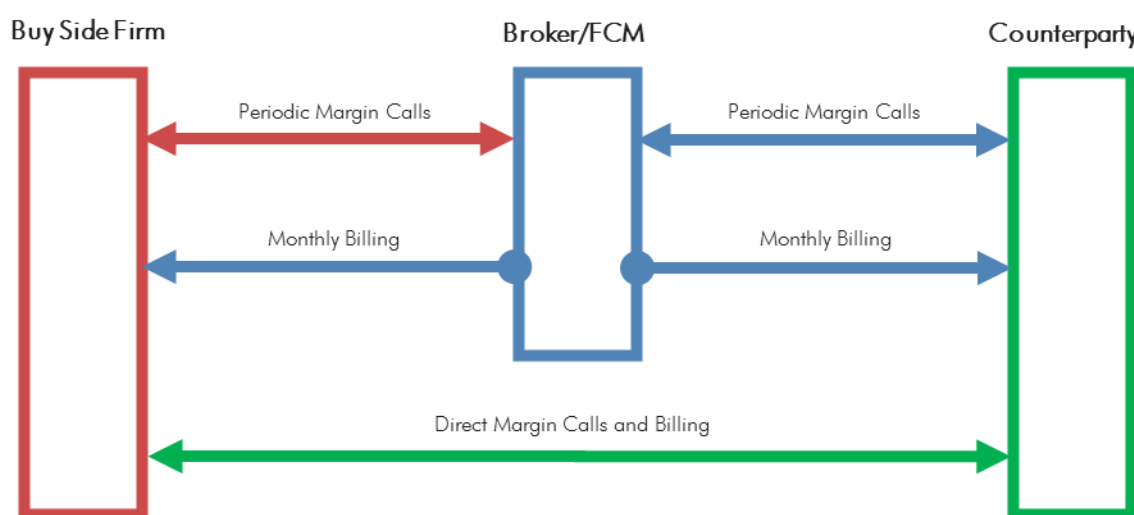 Buy Side Firm
Broker/FCM
Counterparty
Periodic Margin Calls
Periodic Margin Calls
Monthly Billing
Monthly Billing
Direct Margin Calls and Billing